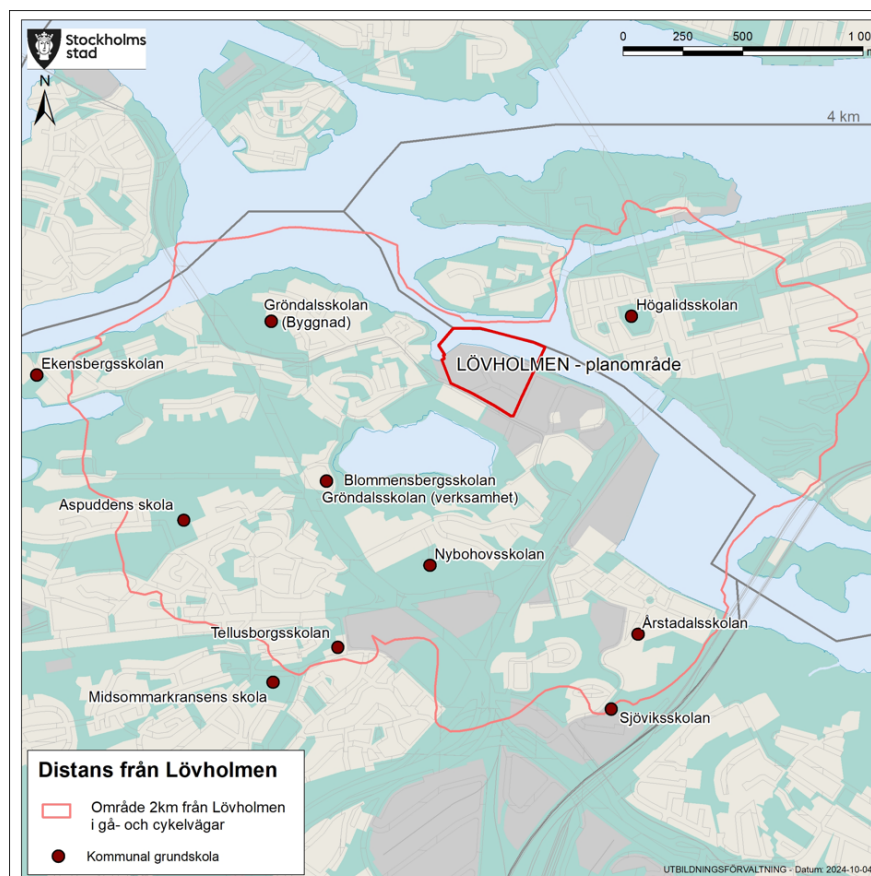 Stockholms
stad
N
0 250 500 1 00
m
4 km
Gröndalsskolan
(Byggnad)
Högalidsskolan
Ekensbergsskolan
LÖVHOLMEN - planområde
Blommensbergsskolan
Gröndalsskolan (verksamhet)
Aspuddens skola
Nybohovsskolan
Tellusborgsskolan
Årstadalsskolan
Midsommarkransens skola
Sjöviksskolan
Distans från Lövholmen
Område 2km från Lövholmen
i gå- och cykelvägar
Kommunal grundskola
UTBILDNINGSFÖRVALTNING - Datum: 2024-10-04